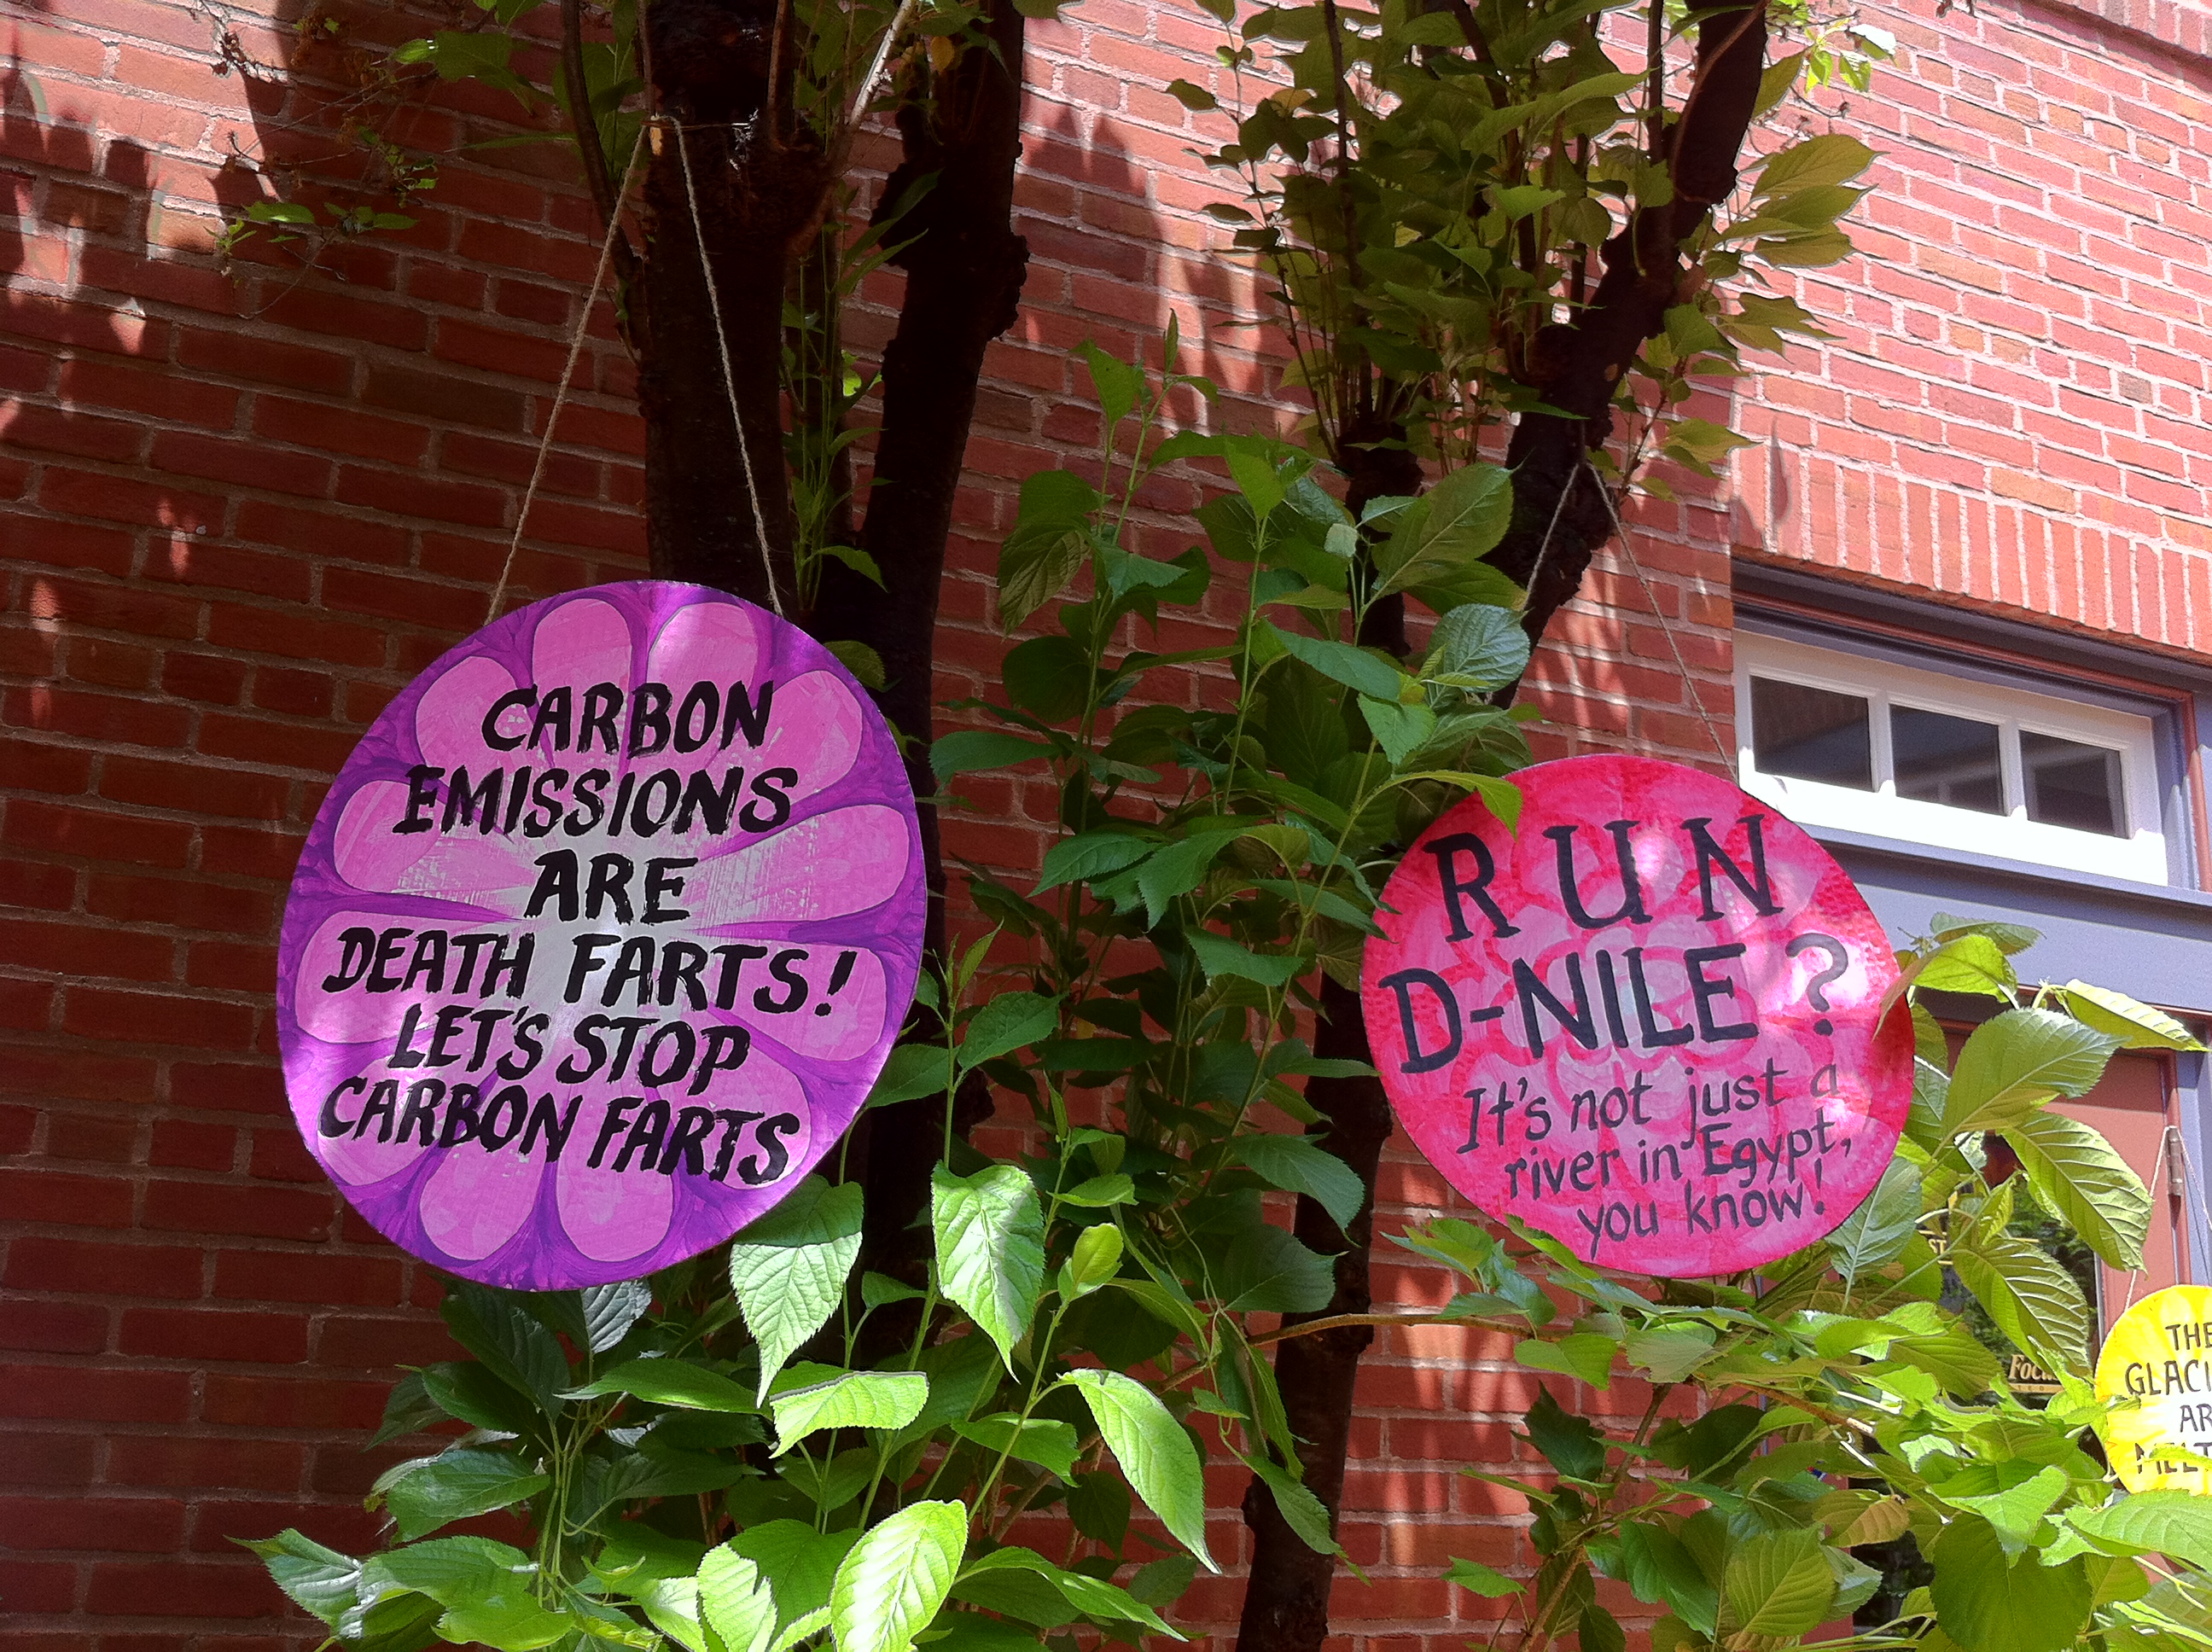 CARBON
EMISSIONS
ARE
DEATH FARTS!
LET'S STOP
CARBON FARTS
RUN
D-NILE?
It's not just a
river in Egypt,
you know!
THE